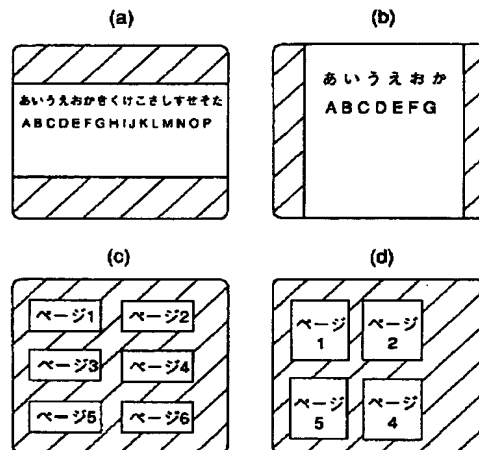 (a)
あいうえおかきくけこさしすせそた
ABCDEFGHIJKLMNOP
(b)
あいうえおか
ABCDEFG
(c)
ページ1
ページ2
ページ3
ページ4
ページ5
ページ6
(d)
ページ
1
ページ
2
ページ
5
ページ
4